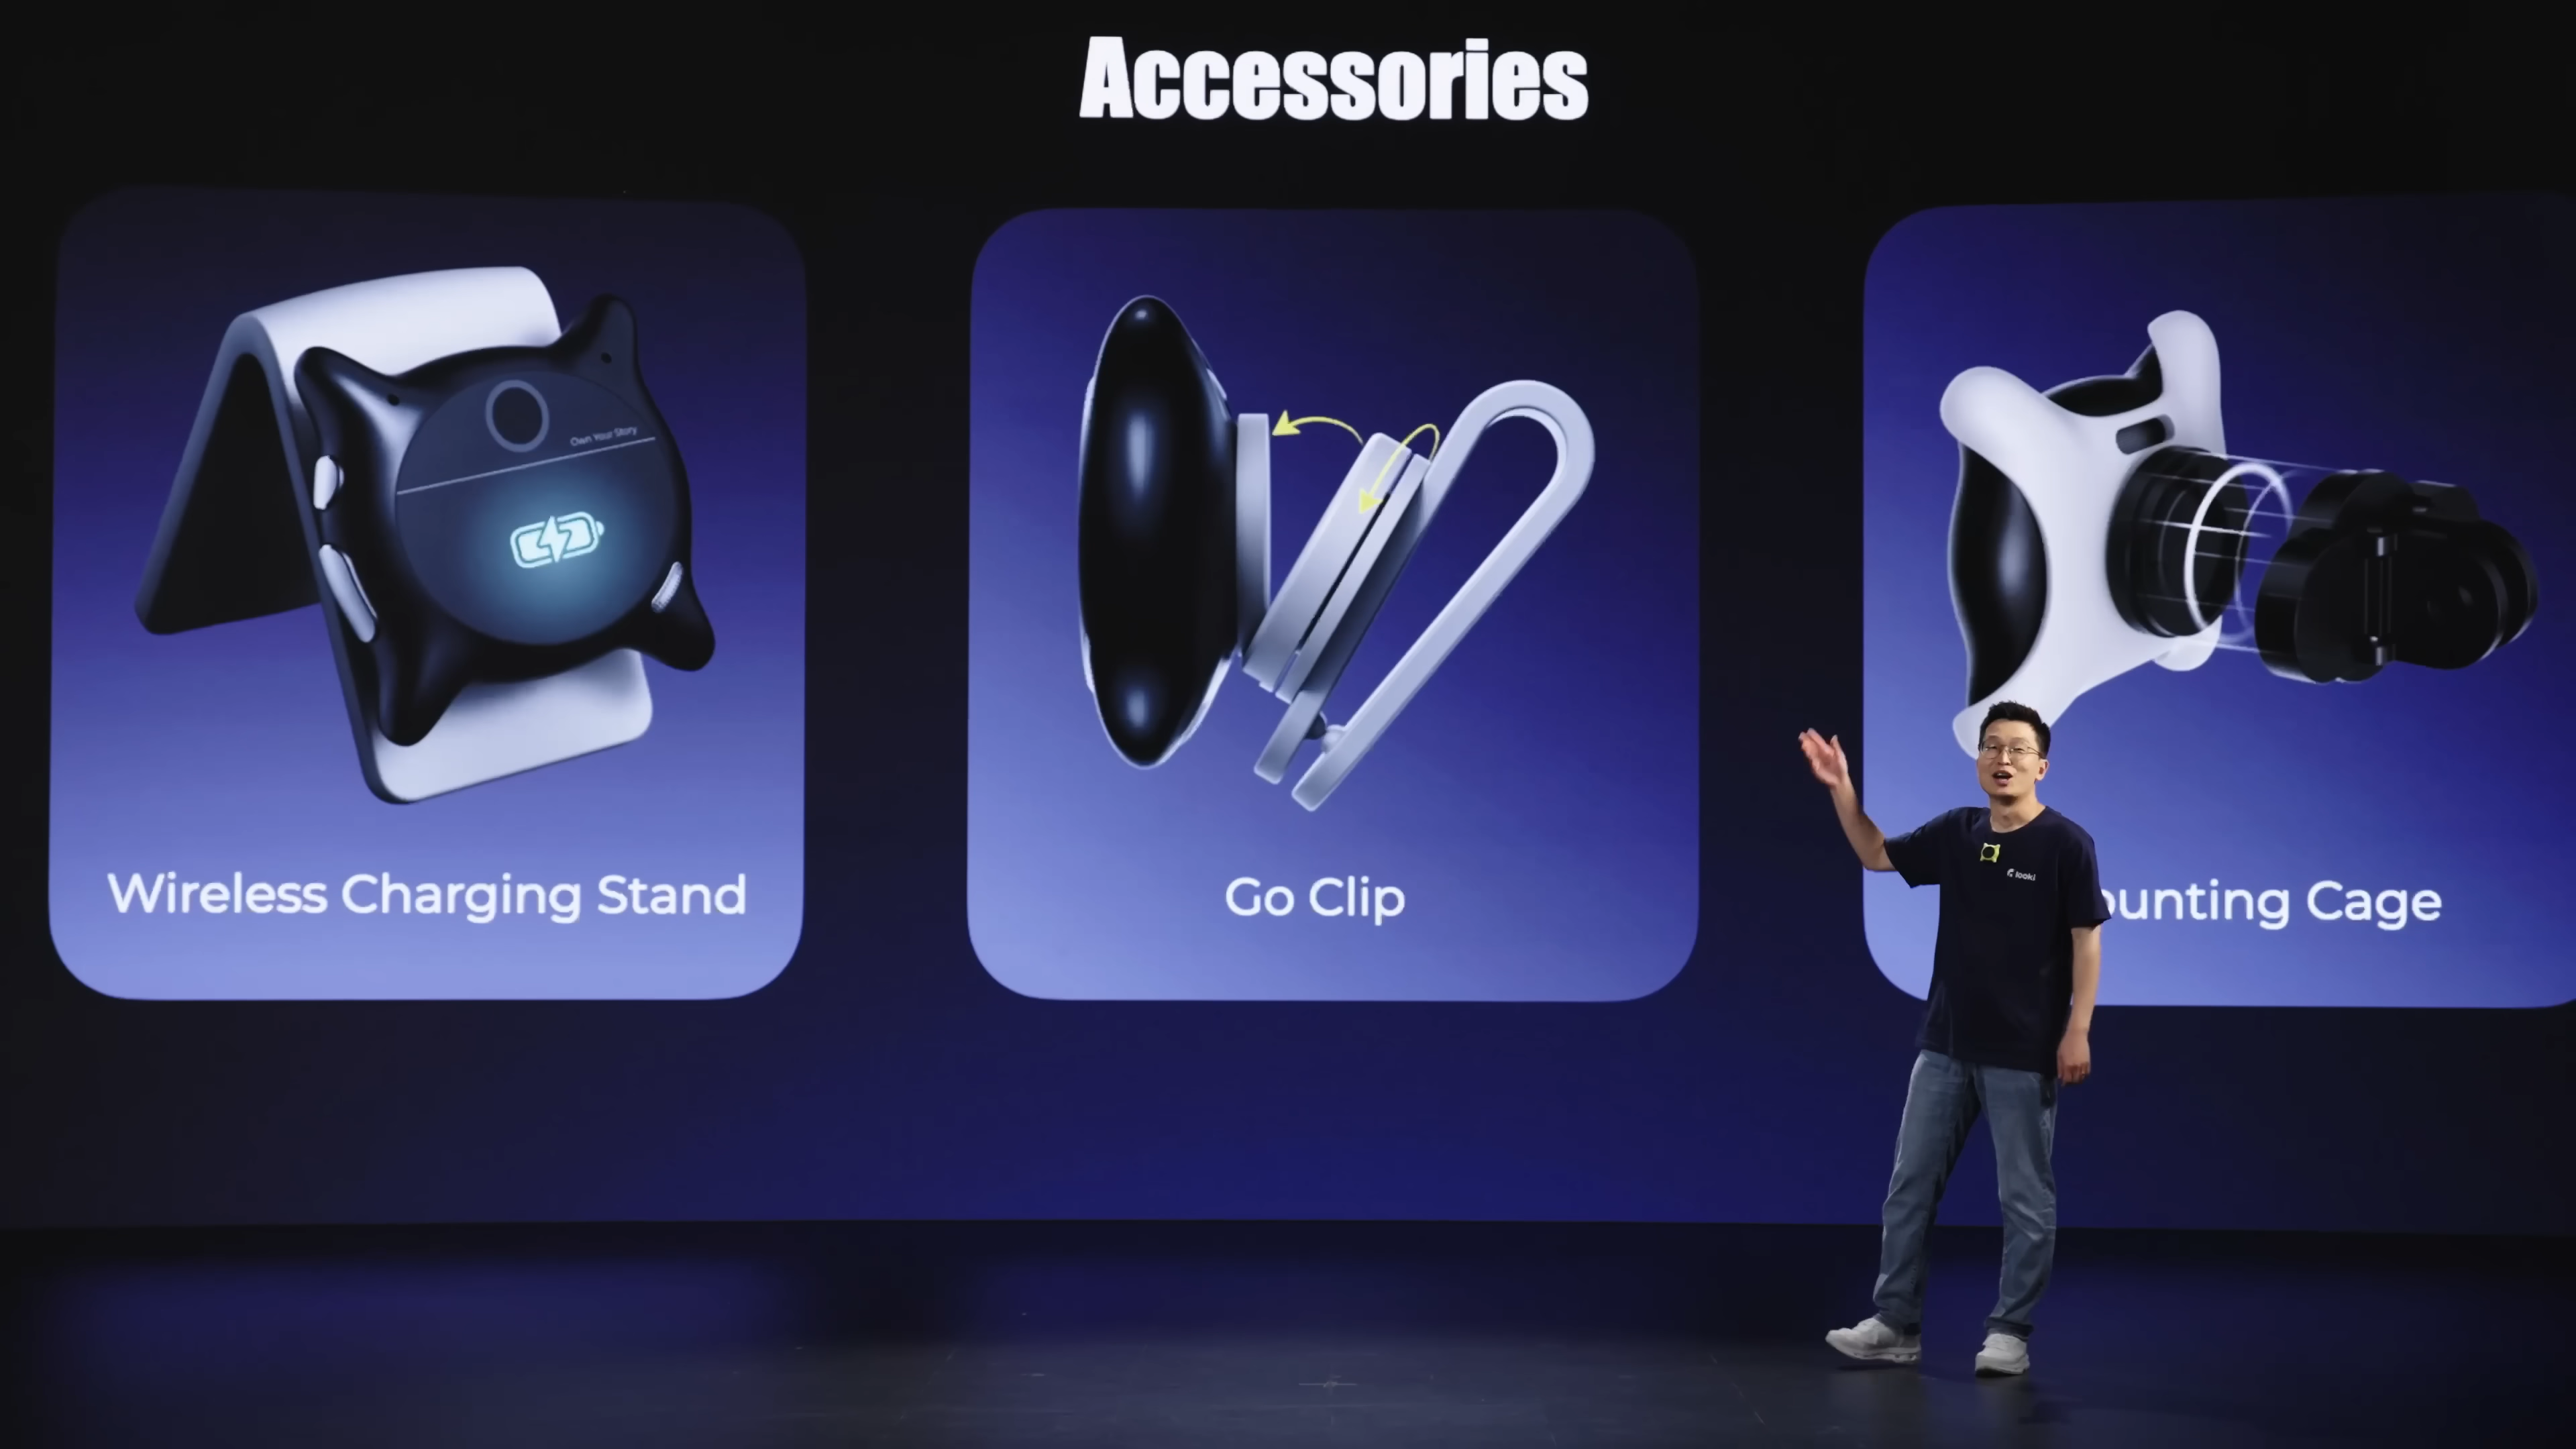 Accessories
Own Your Story
Wireless Charging Stand
Go Clip
looki
ounting Cage